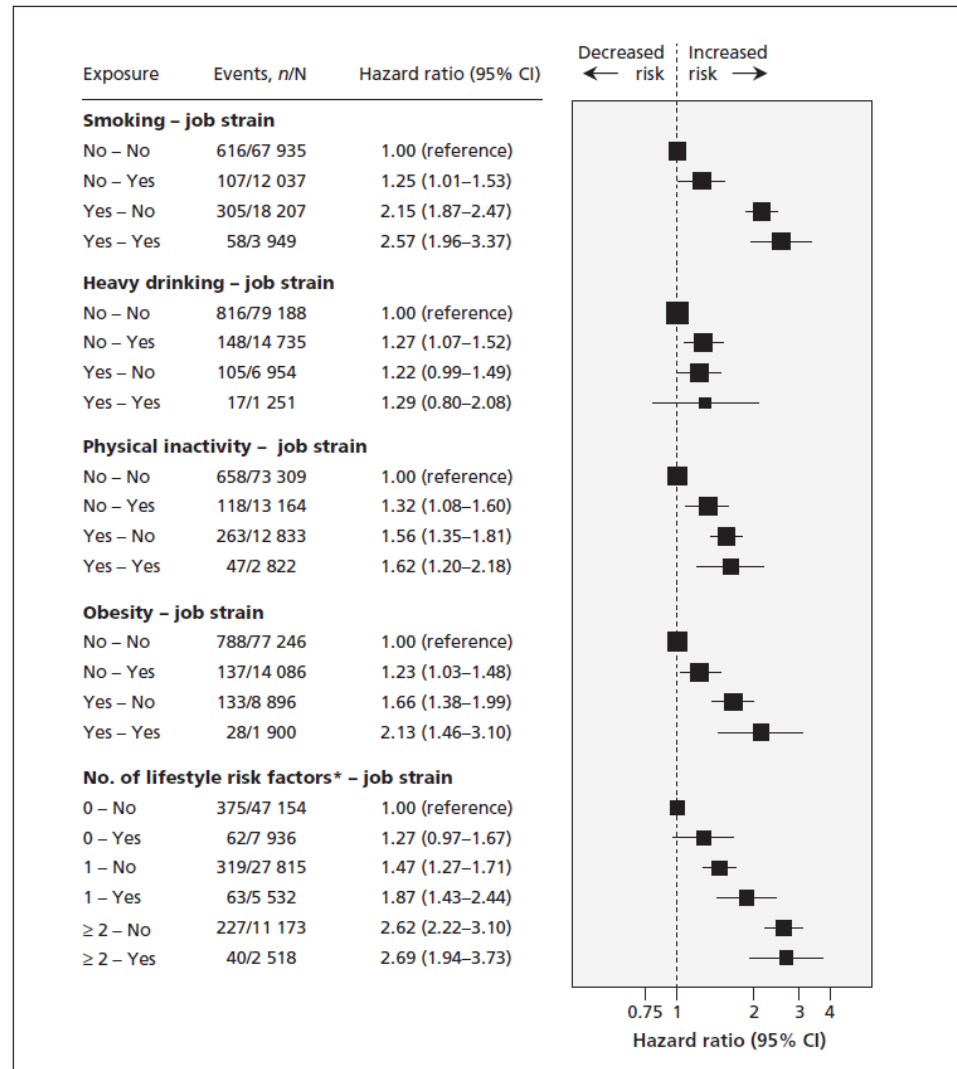 Decreased Increased
Exposure Events, n/N Hazard ratio (95% CI) ← risk risk →
Smoking – job strain
No – No 616/67 935 1.00 (reference)
No – Yes 107/12 037 1.25 (1.01–1.53)
Yes – No 305/18 207 2.15 (1.87–2.47)
Yes – Yes 58/3 949 2.57 (1.96–3.37)
Heavy drinking – job strain
No – No 816/79 188 1.00 (reference)
No – Yes 148/14 735 1.27 (1.07–1.52)
Yes – No 105/6 954 1.22 (0.99–1.49)
Yes – Yes 17/1 251 1.29 (0.80–2.08)
Physical inactivity – job strain
No – No 658/73 309 1.00 (reference)
No – Yes 118/13 164 1.32 (1.08–1.60)
Yes – No 263/12 833 1.56 (1.35–1.81)
Yes – Yes 47/2 822 1.62 (1.20–2.18)
Obesity – job strain
No – No 788/77 246 1.00 (reference)
No – Yes 137/14 086 1.23 (1.03–1.48)
Yes – No 133/8 896 1.66 (1.38–1.99)
Yes – Yes 28/1 900 2.13 (1.46–3.10)
No. of lifestyle risk factors* – job strain
0 – No 375/47 154 1.00 (reference)
0 – Yes 62/7 936 1.27 (0.97–1.67)
1 – No 319/27 815 1.47 (1.27–1.71)
1 – Yes 63/5 532 1.87 (1.43–2.44)
≥ 2 – No 227/11 173 2.62 (2.22–3.10)
≥ 2 – Yes 40/2 518 2.69 (1.94–3.73)
0.75 1 2 3 4
Hazard ratio (95% CI)